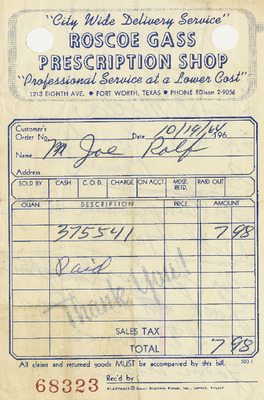 "City Wide Delivery Service"
ROSCOE GASS
PRESCRIPTION SHOP
"Professional Service at a Lower Cost"
1213 EIGHTH AVE. • FORT WORTH, TEXAS • PHONE EDison 2-9056
Customer's
Order No. Date 10/19/64 196
Name M Joe Rolf
Address
SOLD BY CASH C.O.D. CHARGE ON ACCT. MDSE. RETD. PAID OUT
QUAN. DESCRIPTION PRICE AMOUNT
375541 7 98
Paid
Thank You!
SALES TAX
TOTAL 7 98
All claims and returned goods MUST be accompanied by this bill.
68323 Rec'd by